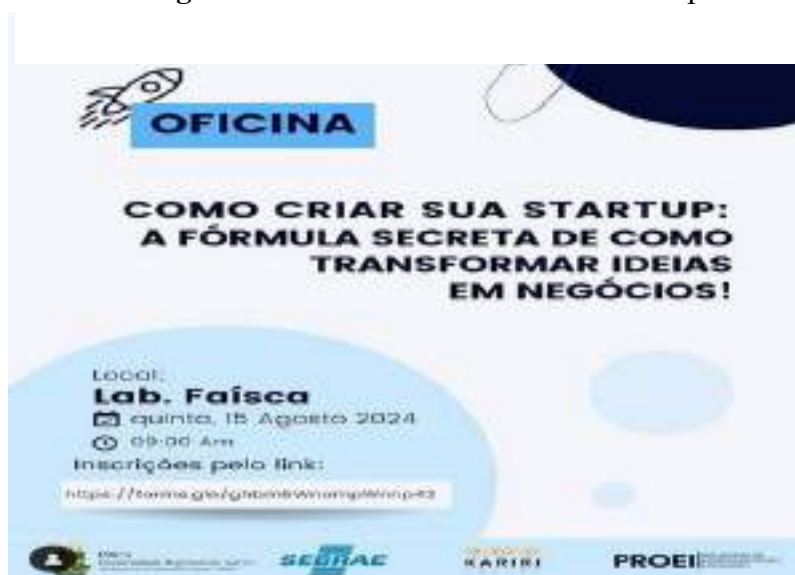 OFICINA
COMO CRIAR SUA STARTUP:
A FÓRMULA SECRETA DE COMO
TRANSFORMAR IDEIAS
EM NEGÓCIOS!
Local:
Lab. Faísca
quinta, 15 Agosto 2024
09:00 Am
Inscrições pelo link:
SEBRAE
KARIRI
PROEI